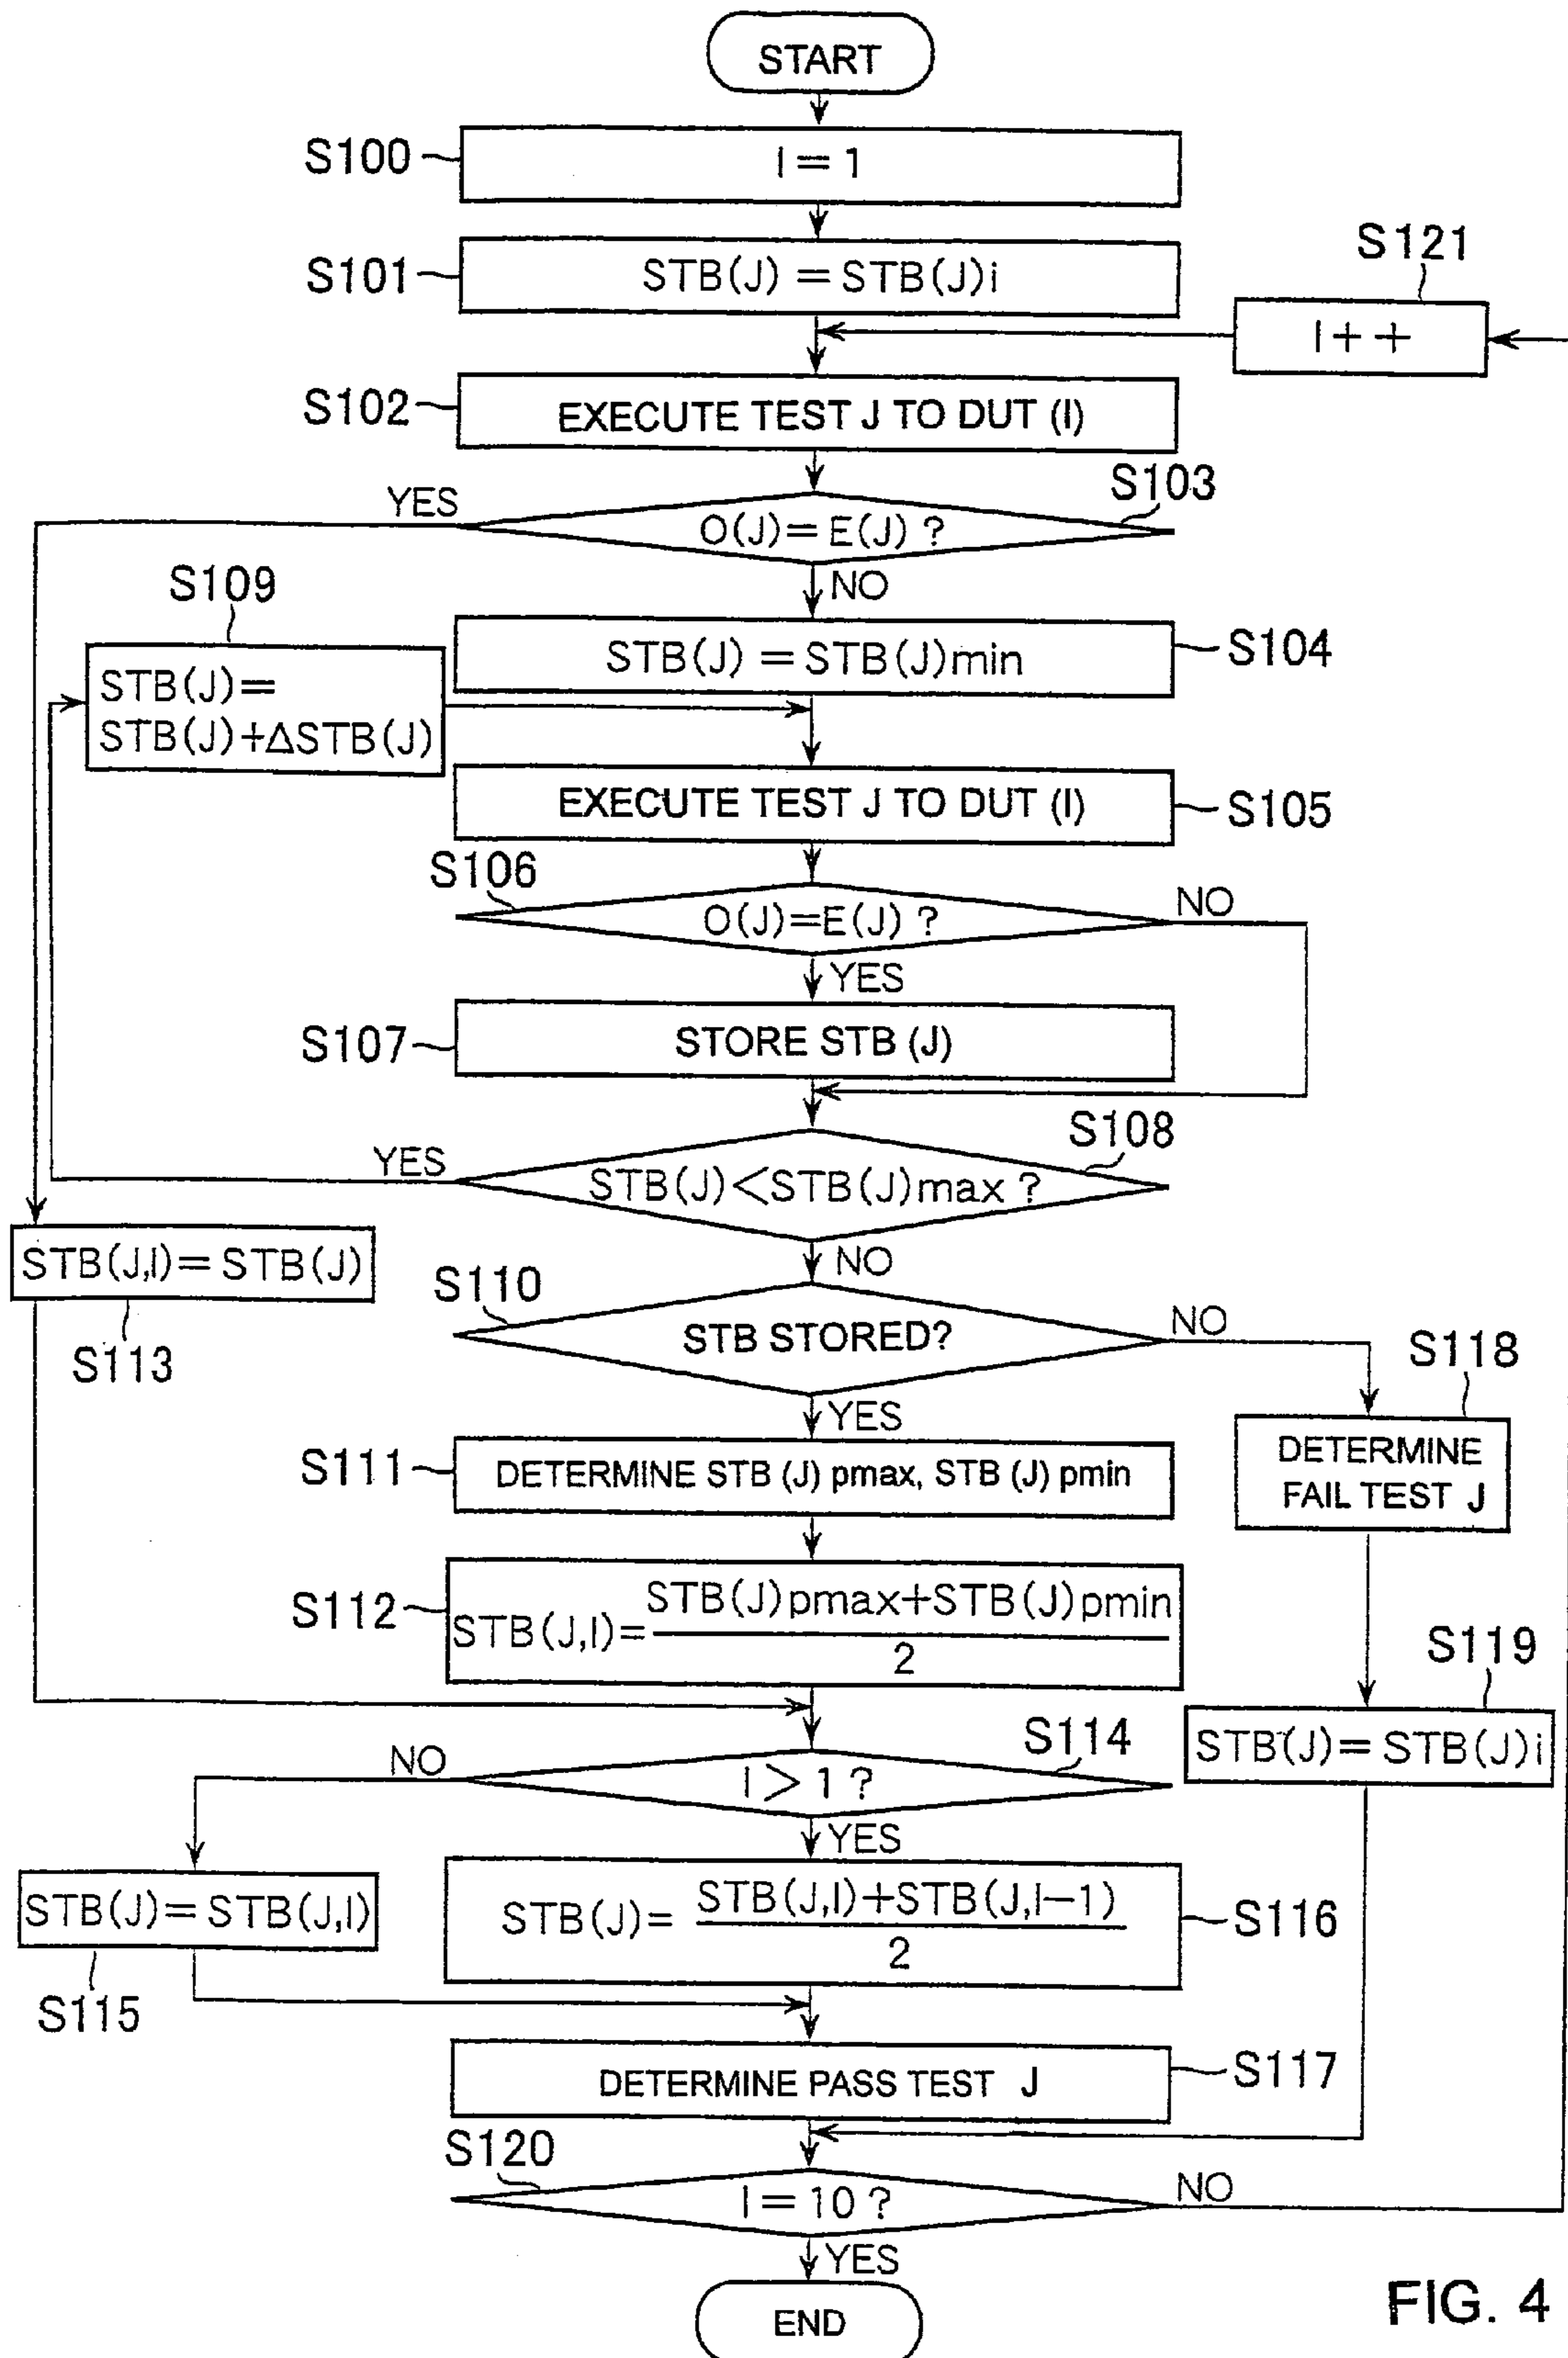 START
S100
I = 1
S101
STB(J) = STB(J)i
S121
I + +
S102
EXECUTE TEST J TO DUT (I)
S103
YES
O(J) = E(J) ?
NO
S109
STB(J) =
STB(J)+ΔSTB(J)
STB(J) = STB(J)min
S104
EXECUTE TEST J TO DUT (I)
S105
S106
O(J)=E(J) ?
NO
YES
S107
STORE STB (J)
S108
YES
STB(J)<STB(J)max ?
NO
STB(J,I) = STB(J)
S113
S110
STB STORED?
NO
YES
S118
DETERMINE
FAIL TEST J
S111
DETERMINE STB (J) pmax, STB (J) pmin
S112
STB(J)pmax+STB(J)pmin
STB(J,I)=
2
S119
STB(J) = STB(J)i
S114
NO
I > 1 ?
YES
STB(J) = STB(J,I)
S115
STB(J,I)+STB(J,I-1)
STB(J) =
2
S116
DETERMINE PASS TEST J
S117
S120
I = 10 ?
NO
YES
END
FIG. 4